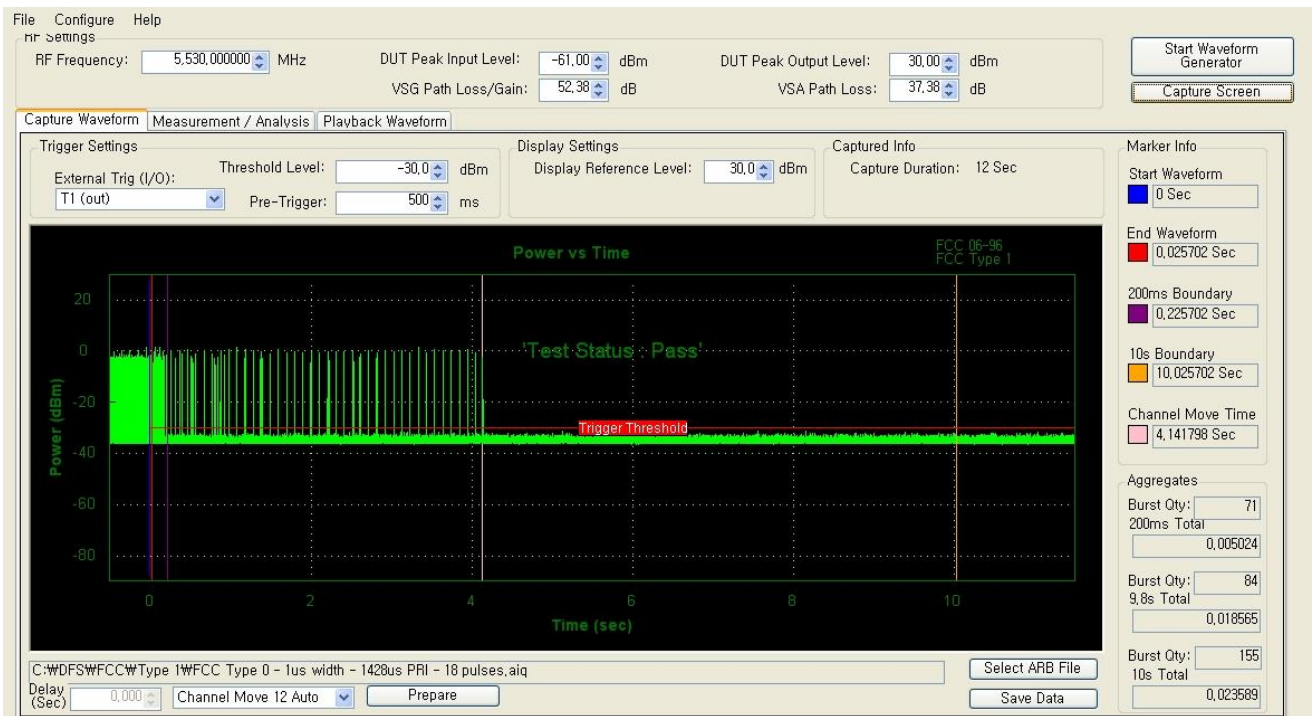 File Configure Help
RF Settings
RF Frequency: 5,530,000000 MHz DUT Peak Input Level: -61,00 dBm DUT Peak Output Level: 30,00 dBm
VSG Path Loss/Gain: 52,38 dB VSA Path Loss: 37,38 dB
Start Waveform
Generator
Capture Screen
Capture Waveform Measurement / Analysis Playback Waveform
Trigger Settings
External Trig (I/O):
T1 (out)
Threshold Level: -30,0 dBm
Pre-Trigger: 500 ms
Display Settings
Display Reference Level: 30,0 dBm
Captured Info
Capture Duration: 12 Sec
Power vs Time
FCC 06-96
FCC Type 1
'Test Status : Pass'
Trigger Threshold
Power (dBm)
20
0
-20
-40
-60
-80
0 2 4 6 8 10
Time (sec)
Marker Info
Start Waveform
0 Sec
End Waveform
0,025702 Sec
200ms Boundary
0,225702 Sec
10s Boundary
10,025702 Sec
Channel Move Time
4,141798 Sec
Aggregates
Burst Qty: 71
200ms Total
0,005024
Burst Qty: 84
9,8s Total
0,018565
Burst Qty: 155
10s Total
0,023589
C:₩DFS₩FCC₩Type 1₩FCC Type 0 - 1us width - 1428us PRI - 18 pulses,aiq
Select ARB File
Delay
(Sec) 0,000 Channel Move 12 Auto Prepare
Save Data